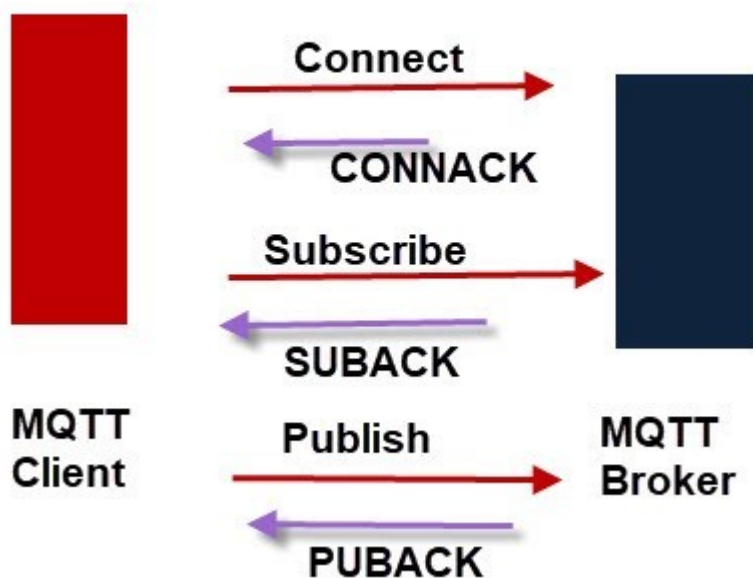 Connect
CONNACK
Subscribe
SUBACK
MQTT
Client
Publish
MQTT
Broker
PUBACK